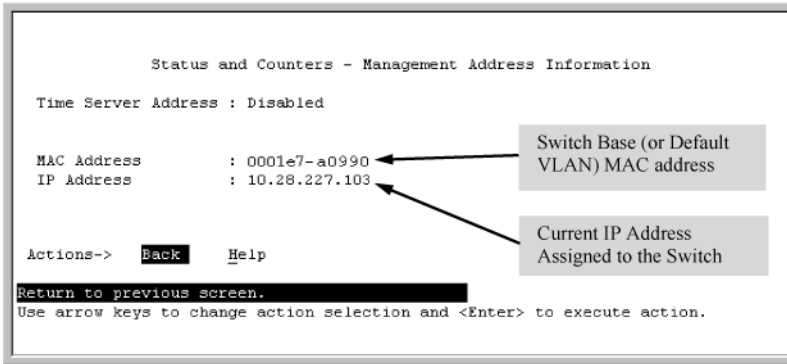 Status and Counters - Management Address Information
Time Server Address : Disabled
MAC Address : 0001e7-a0990
IP Address : 10.28.227.103
Switch Base (or Default
VLAN) MAC address
Current IP Address
Assigned to the Switch
Actions-> Back Help
Return to previous screen.
Use arrow keys to change action selection and <Enter> to execute action.